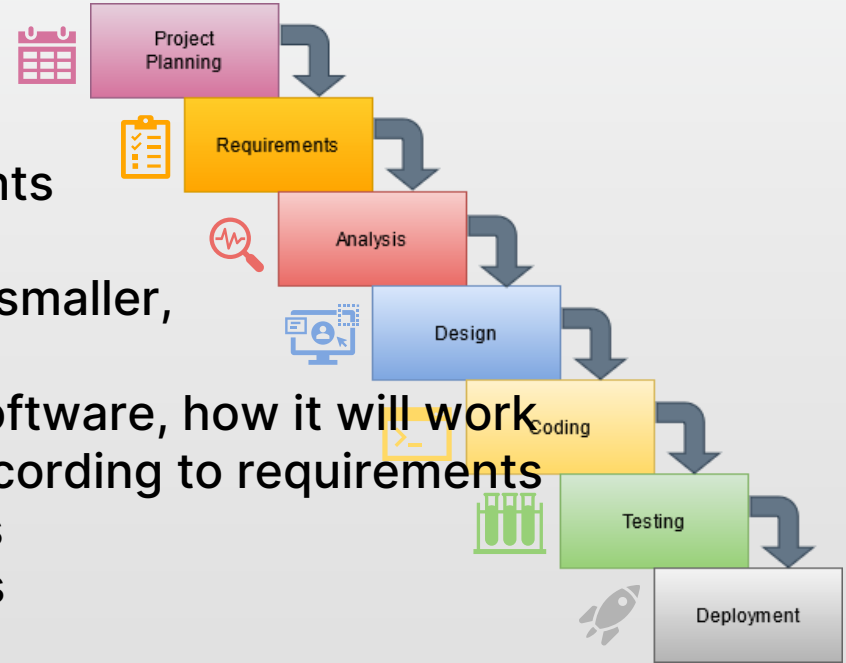 Project
Planning
Requirements
nts
Analysis
smaller,
Design
oftware, how it will work
Coding
cording to requirements
s
Testing
s
Deployment